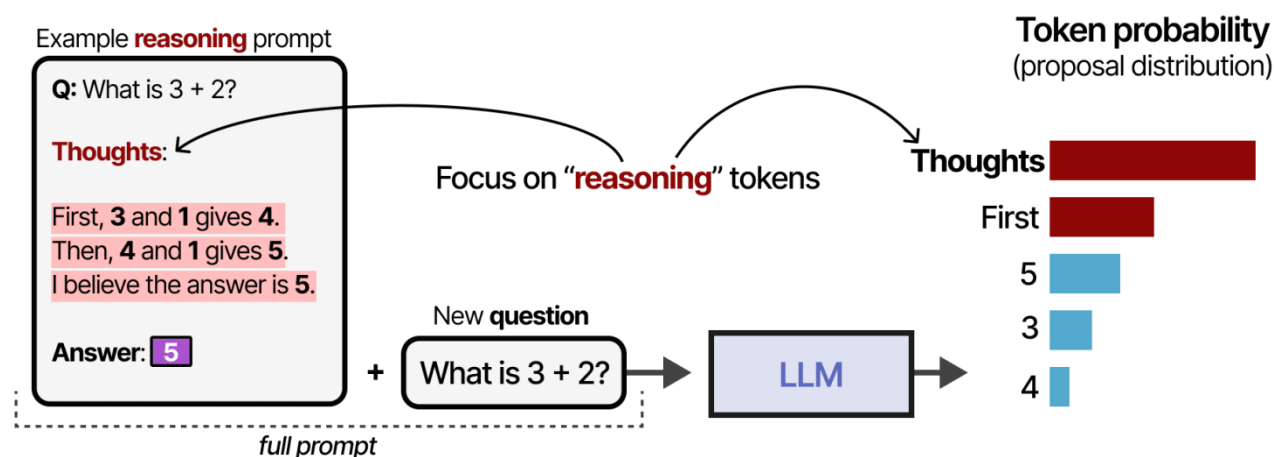 Example reasoning prompt
Q: What is 3 + 2?
Thoughts:
First, 3 and 1 gives 4.
Then, 4 and 1 gives 5.
I believe the answer is 5.
Answer: 5
+
New question
What is 3 + 2?
full prompt
Focus on “reasoning” tokens
LLM
Token probability
(proposal distribution)
Thoughts
First
5
3
4